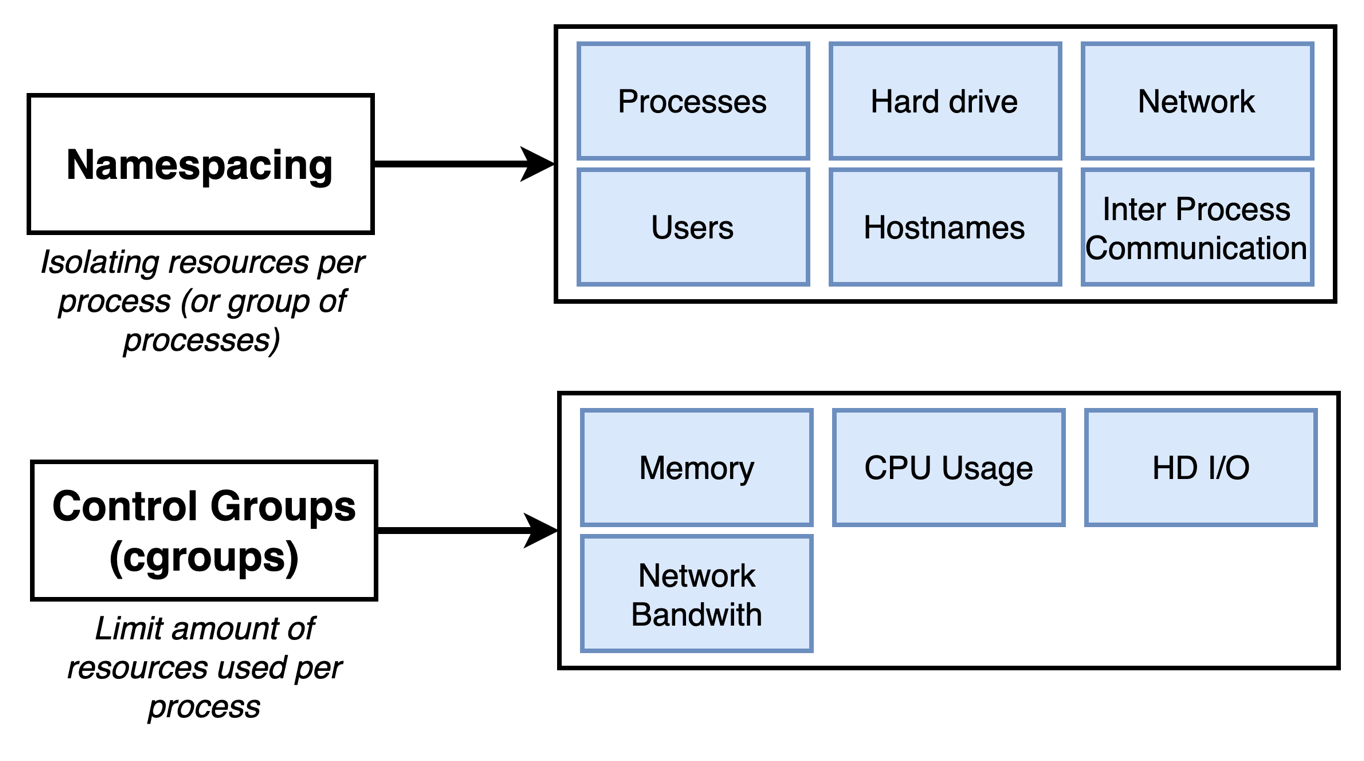 Namespacing
Isolating resources per
process (or group of
processes)
Processes
Hard drive
Network
Users
Hostnames
Inter Process
Communication
Control Groups
(cgroups)
Limit amount of
resources used per
process
Memory
CPU Usage
HD I/O
Network
Bandwith